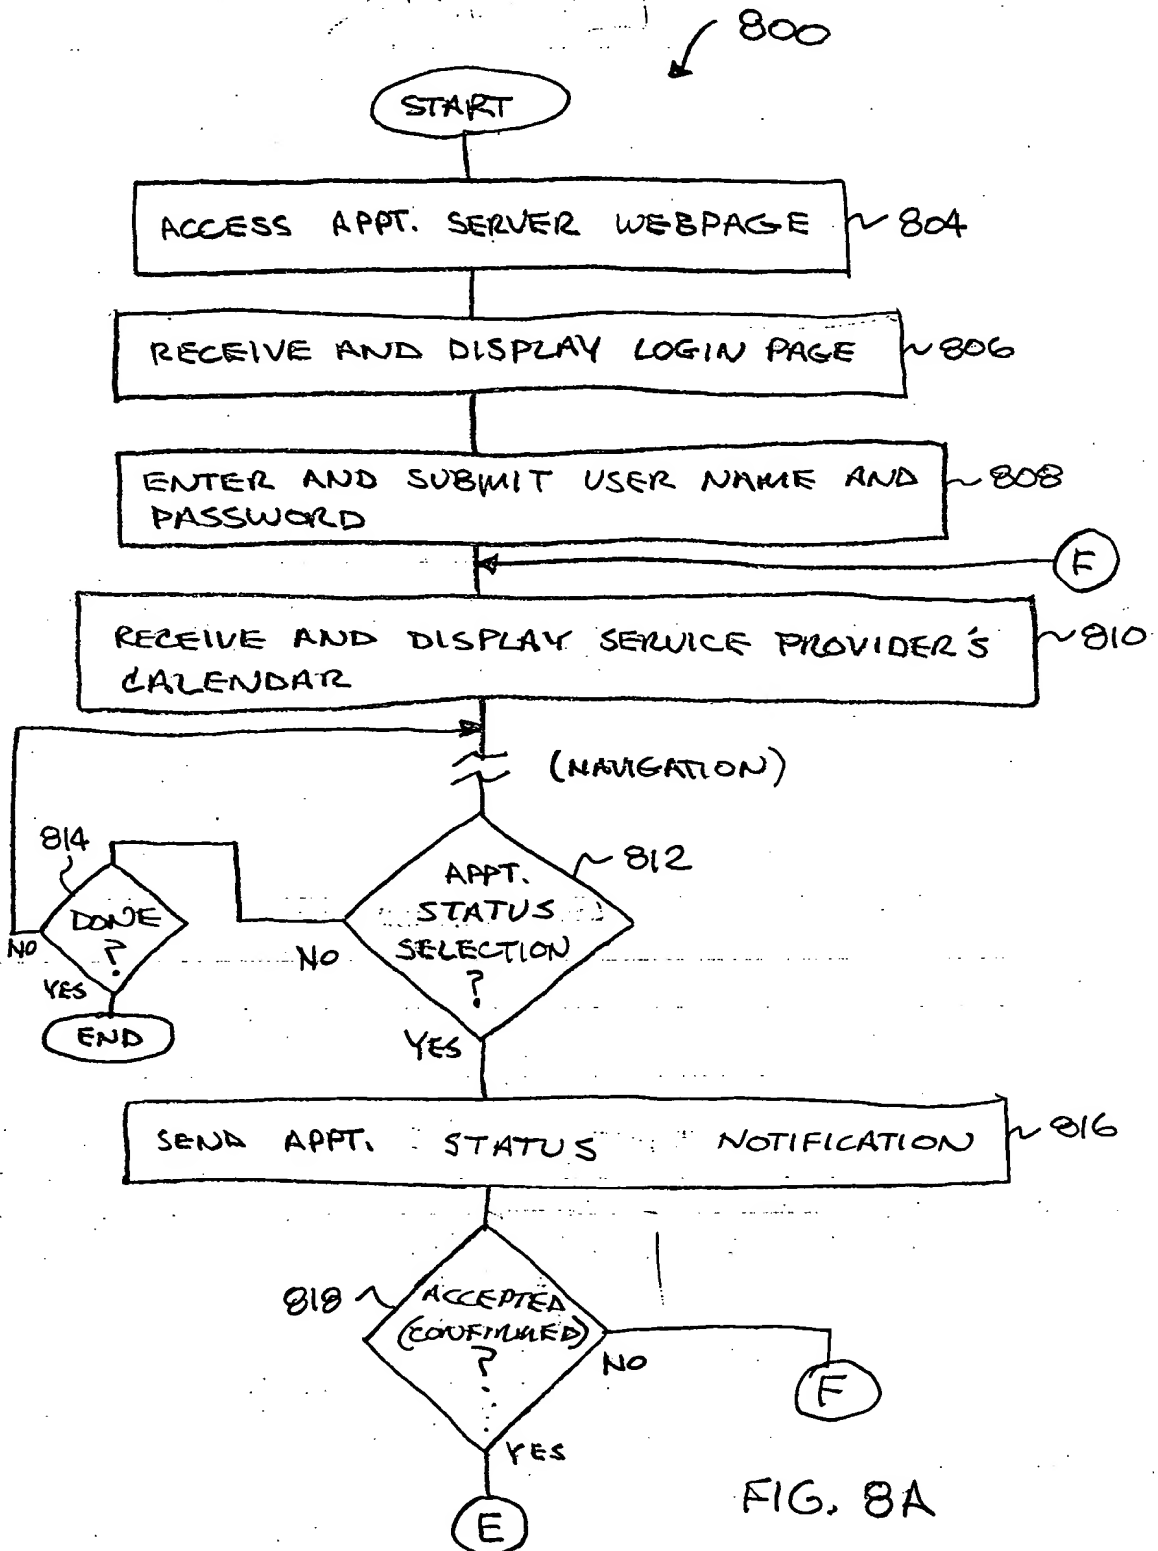 800
START
ACCESS APPT. SERVER WEBPAGE
804
RECEIVE AND DISPLAY LOGIN PAGE
806
ENTER AND SUBMIT USER NAME AND
PASSWORD
808
F
RECEIVE AND DISPLAY SERVICE PROVIDER'S
CALENDAR
810
(NAVIGATION)
814
DONE
?
NO
YES
END
812
APPT.
STATUS
SELECTION
?
NO
YES
SEND APPT. STATUS NOTIFICATION
816
818
ACCEPTED
(CONFIRMED)
?
NO
F
YES
E
FIG. 8A